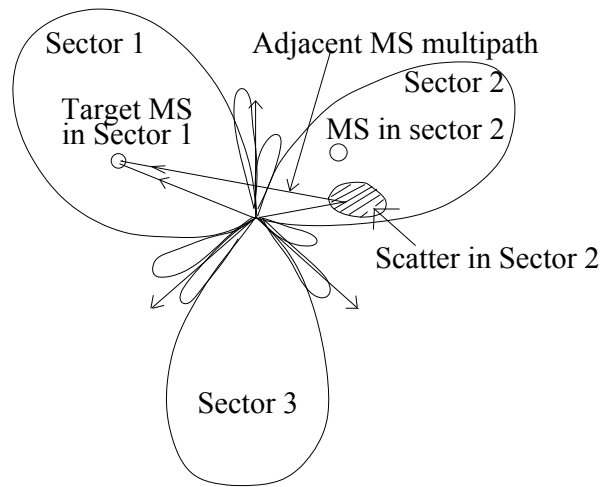 Sector 1
Adjacent MS multipath
Sector 2
Target MS
in Sector 1
MS in sector 2
Scatter in Sector 2
Sector 3